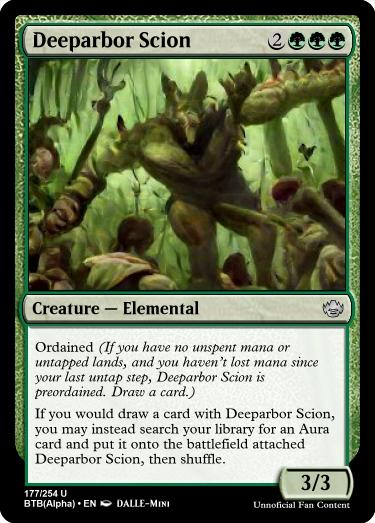 Deeparbor Scion 2
Creature — Elemental
Ordained (If you have no unspent mana or
untapped lands, and you haven't lost mana since
your last untap step, Deeparbor Scion is
preordained. Draw a card.)
If you would draw a card with Deeparbor Scion,
you may instead search your library for an Aura
card and put it onto the battlefield attached
Deeparbor Scion, then shuffle.
3/3
177/254 U
BTB(Alpha) • EN DALLE-Mini
Unofficial Fan Content